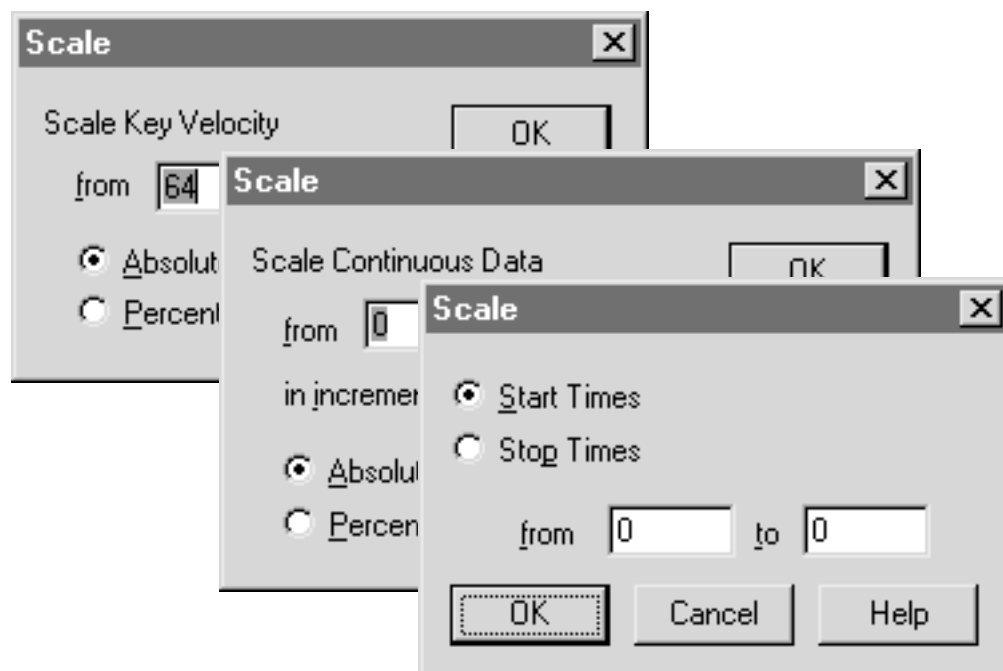 Scale
Scale Key Velocity
OK
from 64
Absolut
Percent
Scale
Scale Continuous Data
OK
from 0
in incremen
Absolut
Percen
Scale
Start Times
Stop Times
from 0 to 0
OK Cancel Help